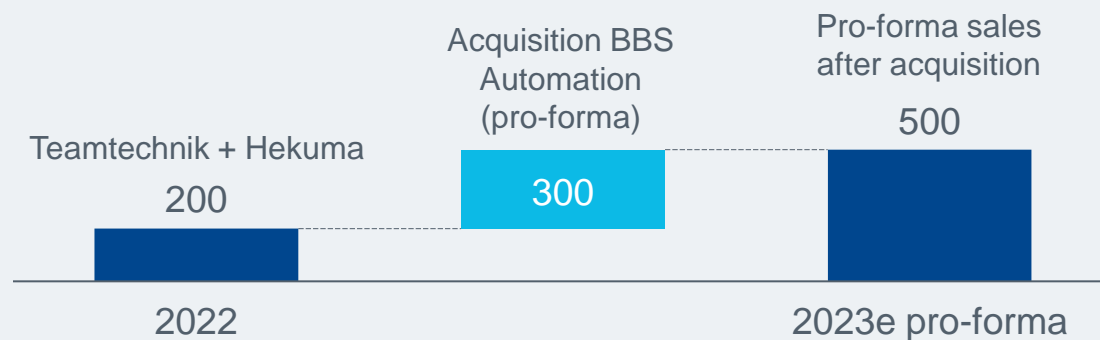 Teamtechnik + Hekuma
200
Acquisition BBS
Automation
(pro-forma)
300
Pro-forma sales
after acquisition
500
2022
2023e pro-forma